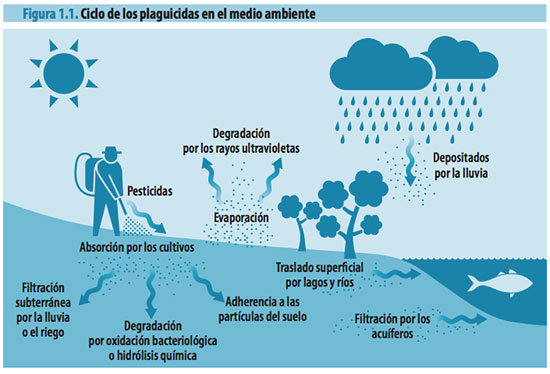 Figura 1.1. Ciclo de los plaguicidas en el medio ambiente
Degradación
por los rayos ultravioletas
Depositados
por la lluvia
Pesticidas
Evaporación
Absorción por los cultivos
Traslado superficial
por lagos y ríos
Filtración
subterránea
por la lluvia
o el riego
Adherencia a las
partículas del suelo
Degradación
por oxidación bacteriológica
o hidrólisis química
Filtración por los
acuíferos